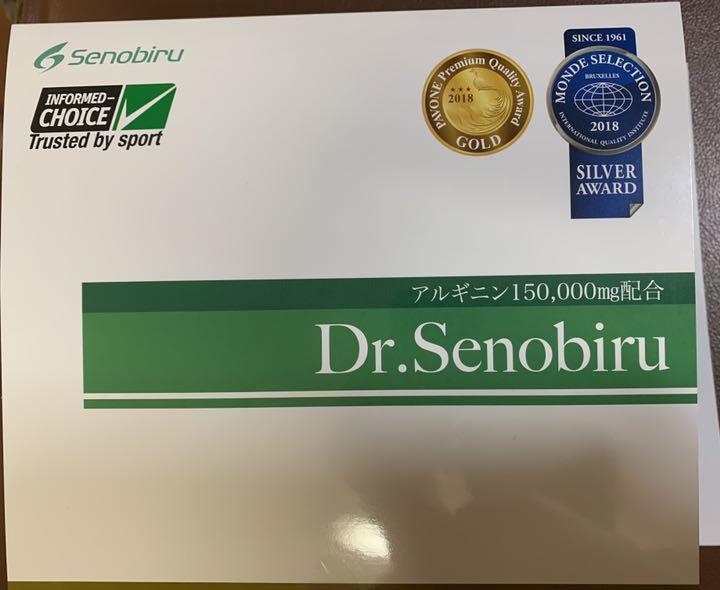 Senobiru
INFORMED-
CHOICE
Trusted by sport
PAVONE Premium Quality Award
2018
GOLD
SINCE 1961
MONDE SELECTION
BRUXELLES
2018
INTERNATIONAL QUALITY INSTITUTE
SILVER
AWARD
アルギニン150,000mg配合
Dr.Senobiru